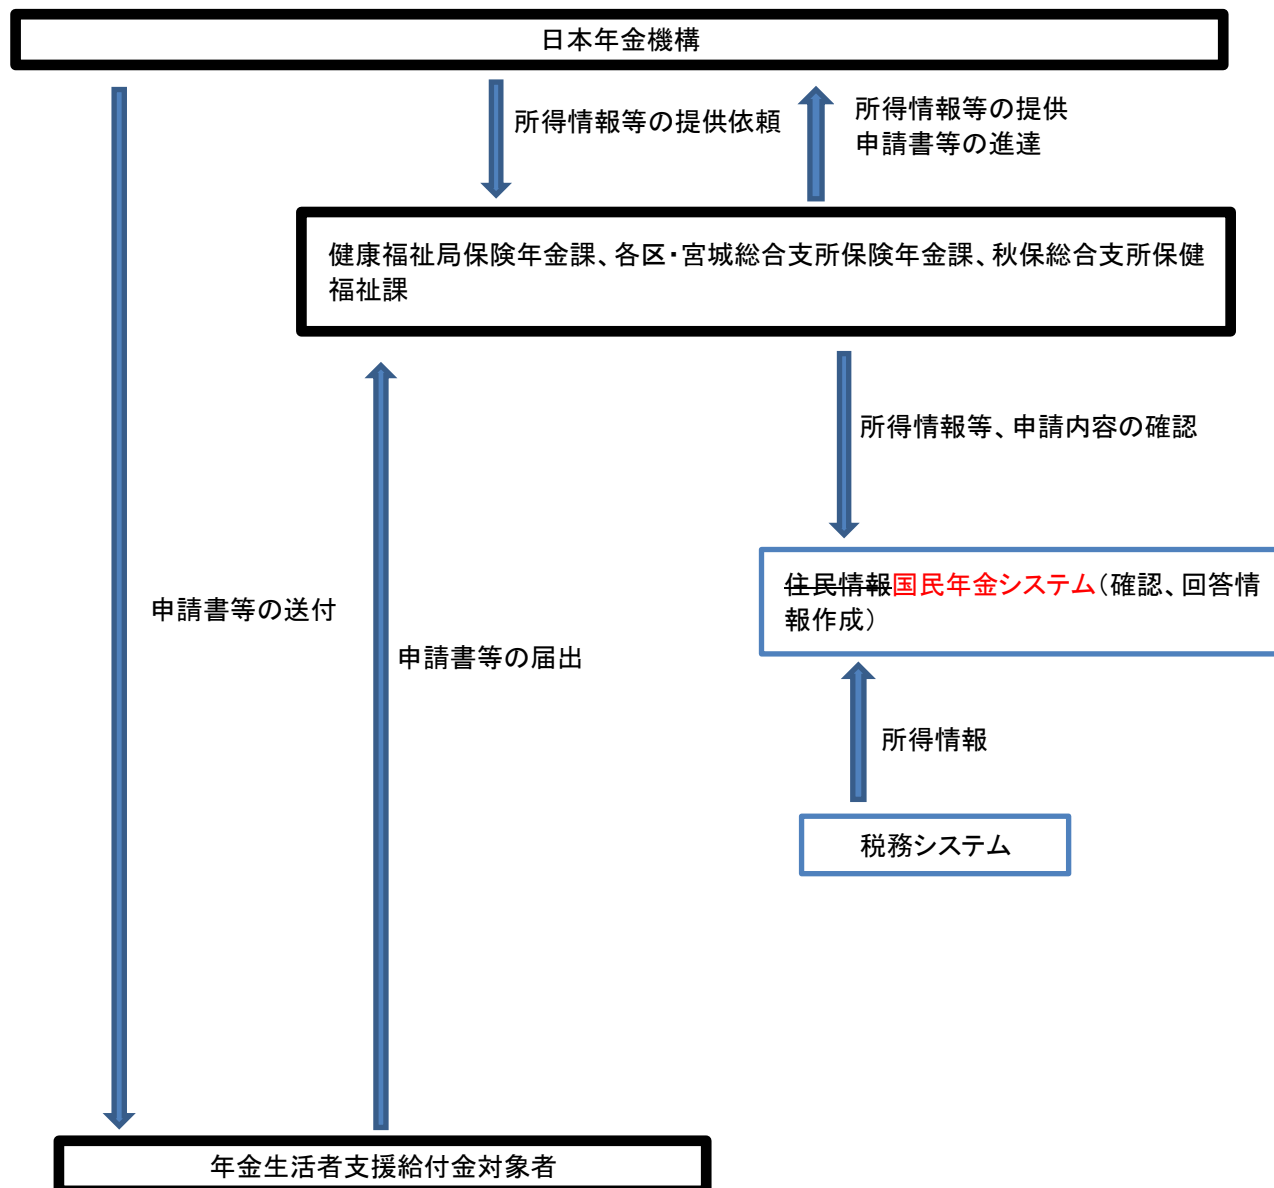 日本年金機構
所得情報等の提供依頼
所得情報等の提供
申請書等の進達
健康福祉局保険年金課、各区・宮城総合支所保険年金課、秋保総合支所保健
福祉課
所得情報等、申請内容の確認
住民情報国民年金システム（確認、回答情
報作成）
申請書等の送付
申請書等の届出
所得情報
税務システム
年金生活者支援給付金対象者